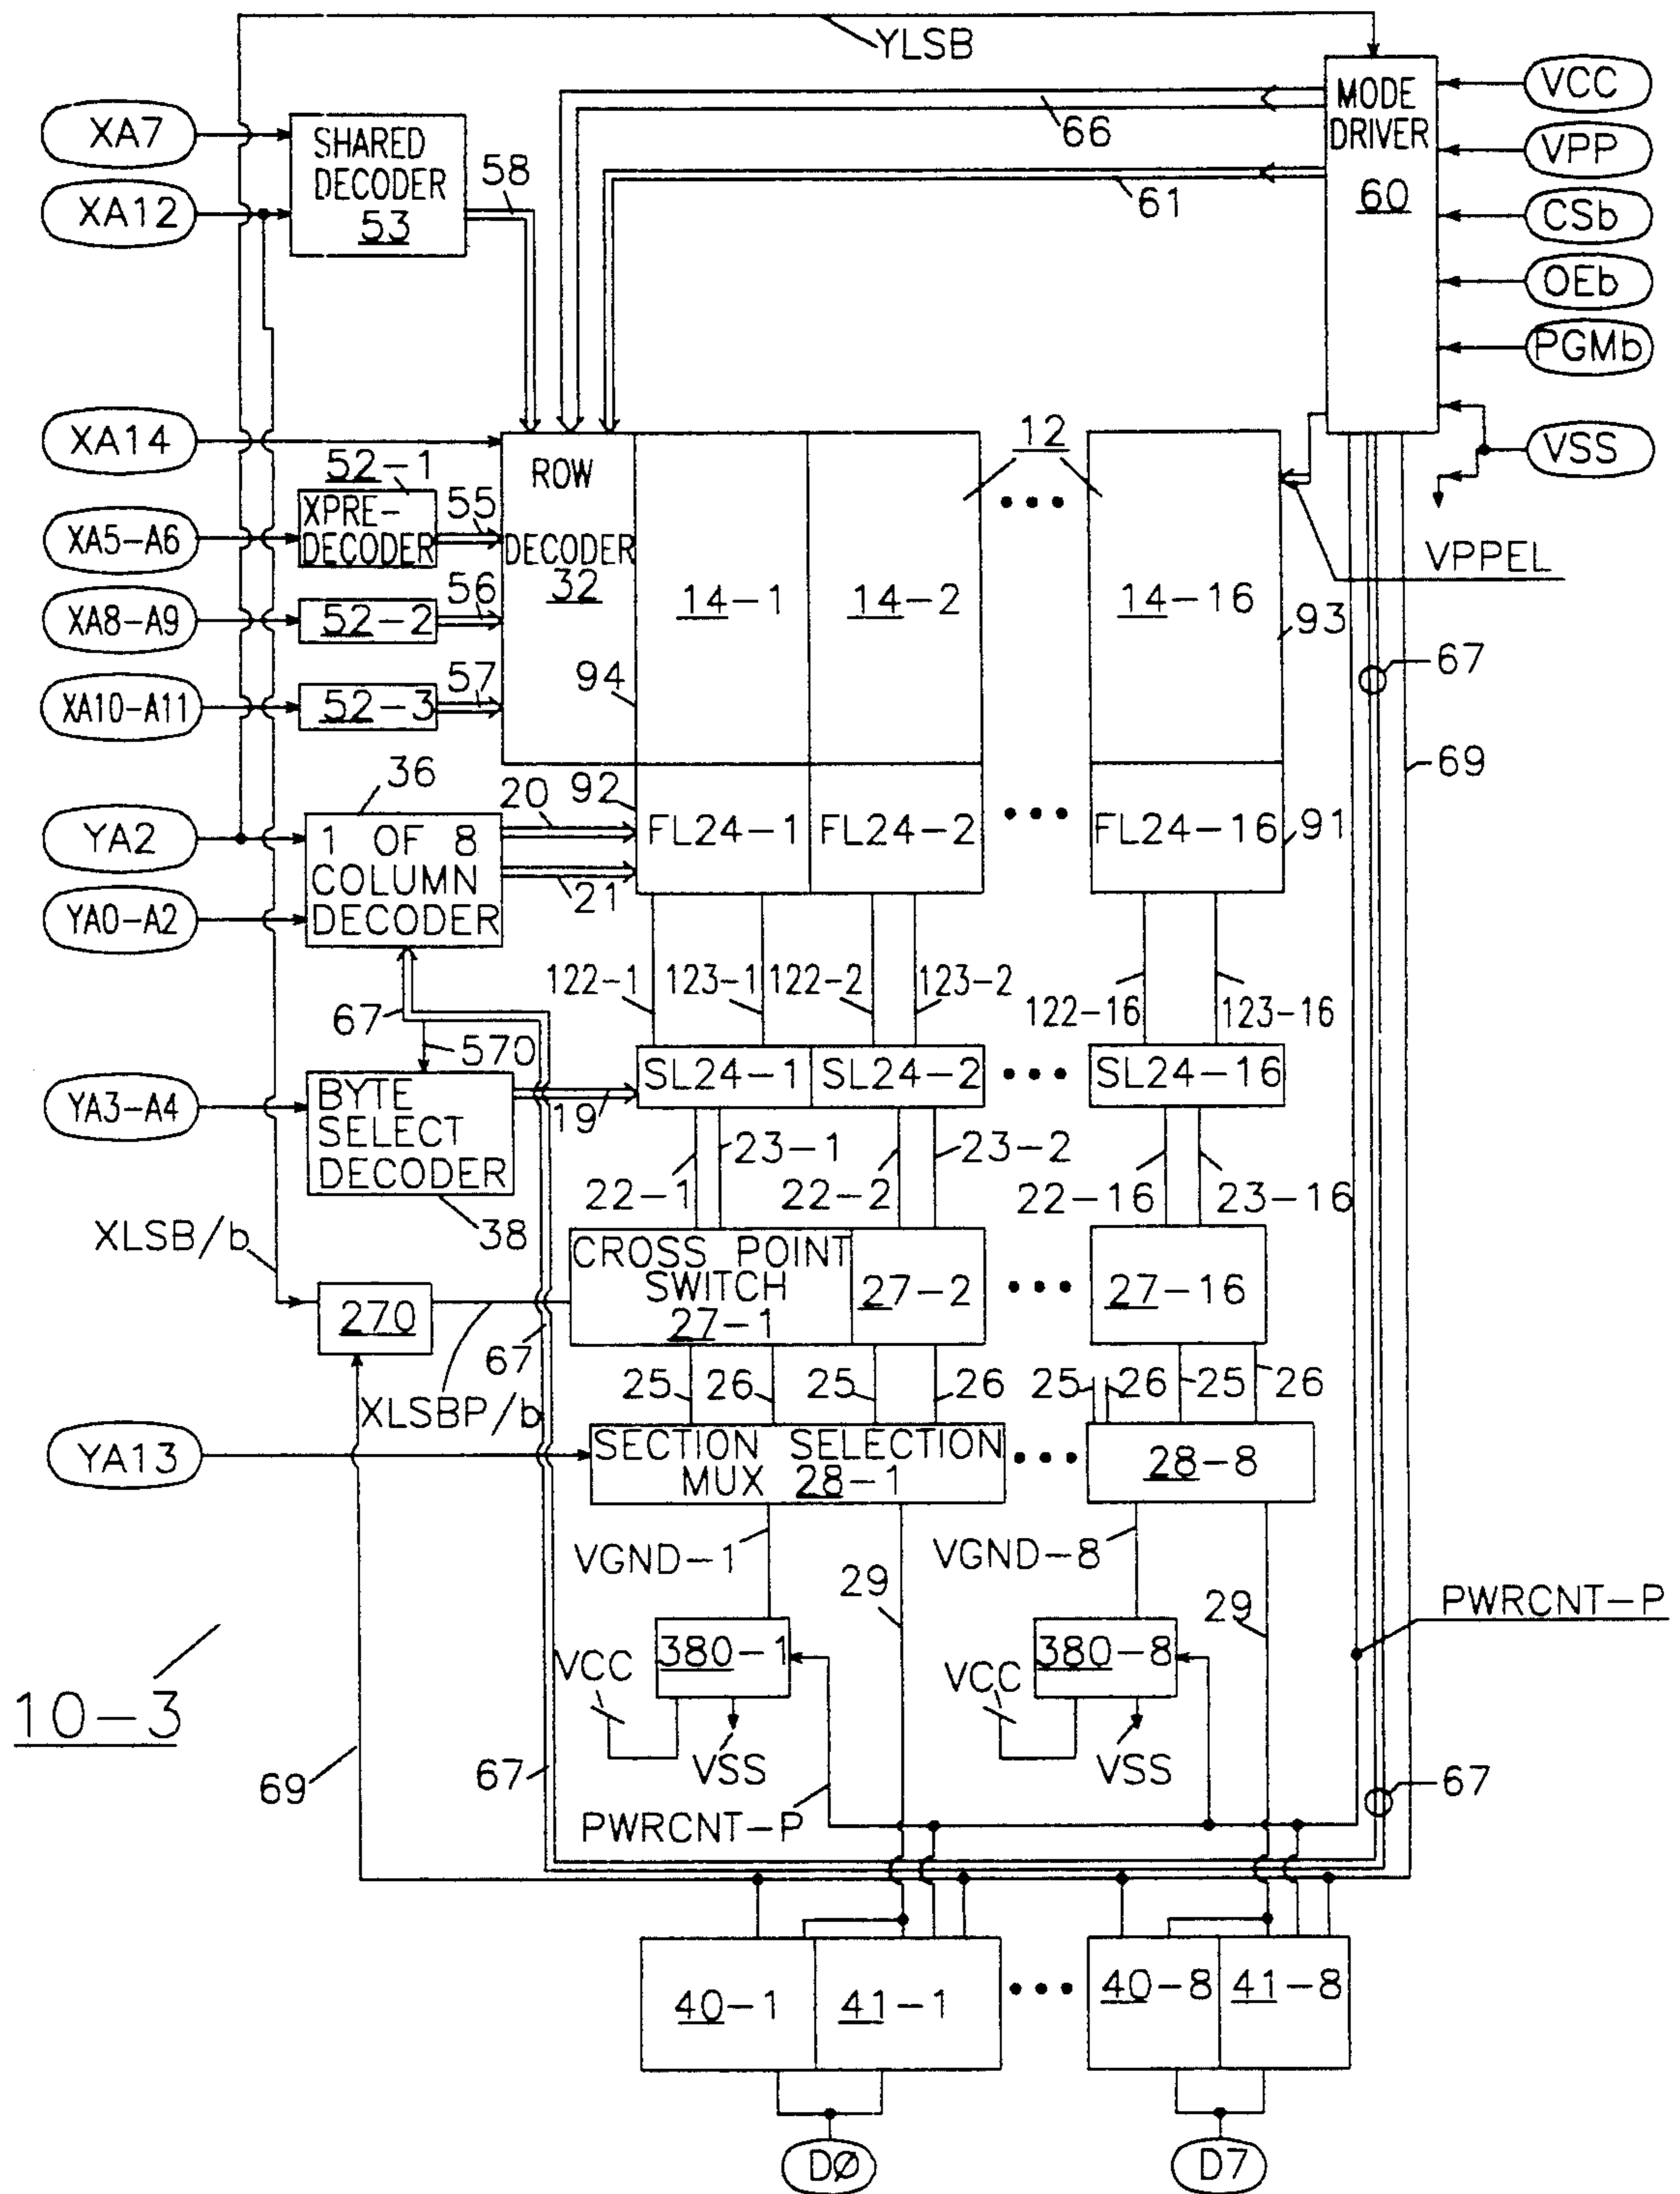 YLSB
XA7
SHARED
DECODER
53
58
66
61
MODE
DRIVER
60
VCC
VPP
XA12
CSb
OEb
PGMb
VSS
XA14
52-1
XPRE-
DECODER
55
ROW
DECODER
32
12
VPPEL
XA5-A6
XA8-A9
52-2
56
14-1
14-2
14-16
93
XA10-A11
52-3
57
94
67
69
36
20
92
YA2
1 OF 8
COLUMN
DECODER
21
FL24-1
FL24-2
FL24-16
91
YA0-A2
122-1
123-1
122-2
123-2
122-16
123-16
67
570
SL24-1
SL24-2
SL24-16
YA3-A4
BYTE
SELECT
DECODER
19
38
23-1
22-1
23-2
22-2
22-16
23-16
XLSB/b
CROSS POINT
SWITCH
27-1
27-2
27-16
270
67
XLSBP/b
25
26
25
26
25
26
25
26
YA13
SECTION SELECTION
MUX 28-1
28-8
VGND-1
29
VGND-8
29
PWRCNT-P
380-1
VCC
VSS
380-8
VCC
VSS
10-3
69
67
PWRCNT-P
67
40-1
41-1
40-8
41-8
DØ
D7